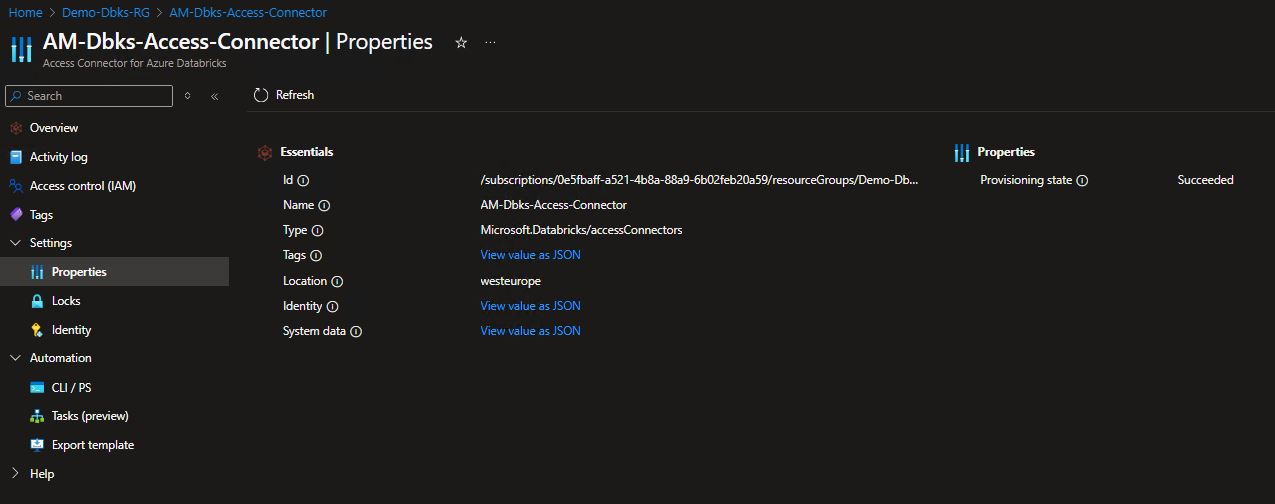 Home > Demo-Dbks-RG > AM-Dbks-Access-Connector
AM-Dbks-Access-Connector | Properties
Access Connector for Azure Databricks
Search
Refresh
Overview
Activity log
Access control (IAM)
Tags
Settings
Properties
Locks
Identity
Automation
CLI / PS
Tasks (preview)
Export template
Help
Essentials
Id /subscriptions/0e5fbaff-a521-4b8a-88a9-6b02feb20a59/resourceGroups/Demo-Db...
Name AM-Dbks-Access-Connector
Type Microsoft.Databricks/accessConnectors
Tags View value as JSON
Location westeurope
Identity View value as JSON
System data View value as JSON
Properties
Provisioning state Succeeded